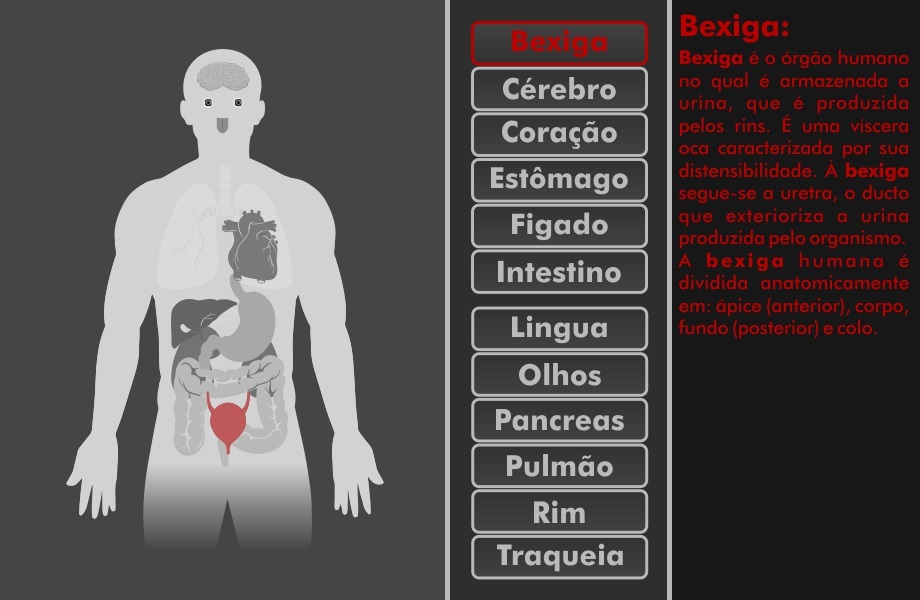 Bexiga
Cérebro
Coração
Estômago
Figado
Intestino
Lingua
Olhos
Pancreas
Pulmão
Rim
Traqueia
Bexiga:
Bexiga é o órgão humano
no qual é armazenada a
urina, que é produzida
pelos rins. É uma víscera
oca caracterizada por sua
distensibilidade. À bexiga
segue-se a uretra, o ducto
que exterioriza a urina
produzida pelo organismo.
A bexiga humana é
dividida anatomicamente
em: ápice (anterior), corpo,
fundo (posterior) e colo.